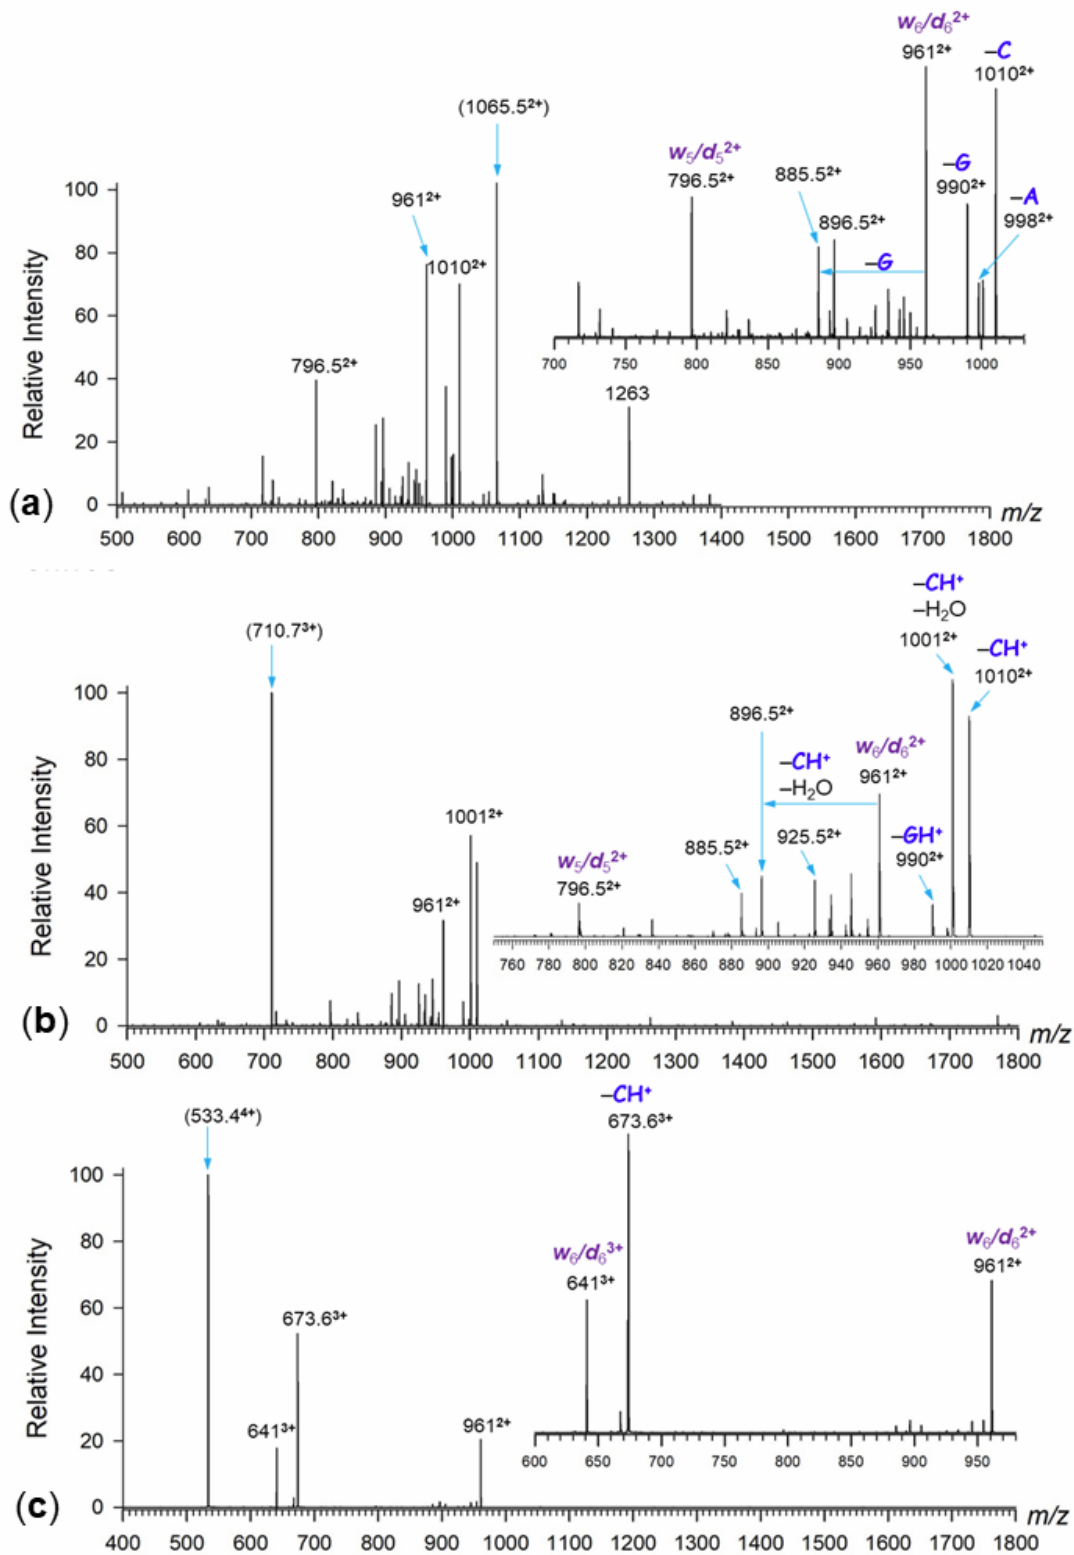 w₆/d₆²⁺
961²⁺
–C
1010²⁺
(1065.5²⁺)
w₅/d₅²⁺
796.5²⁺
885.5²⁺
–G
990²⁺
–A
998²⁺
896.5²⁺
–G
961²⁺
1010²⁺
796.5²⁺
1263
700 750 800 850 900 950 1000
100
80
60
40
20
0
Relative Intensity
(a)
m/z
500 600 700 800 900 1000 1100 1200 1300 1400 1500 1600 1700 1800
–CH⁺
–H₂O
1001²⁺
–CH⁺
1010²⁺
(710.7³⁺)
896.5²⁺
–CH⁺
–H₂O
w₆/d₆²⁺
961²⁺
1001²⁺
w₅/d₅²⁺
796.5²⁺
885.5²⁺
925.5²⁺
–GH⁺
990²⁺
961²⁺
760 780 800 820 840 860 880 900 920 940 960 980 1000 1020 1040
100
80
60
40
20
0
Relative Intensity
(b)
m/z
500 600 700 800 900 1000 1100 1200 1300 1400 1500 1600 1700 1800
–CH⁺
673.6³⁺
(533.4⁴⁺)
w₆/d₆³⁺
641³⁺
w₆/d₆²⁺
961²⁺
673.6³⁺
641³⁺
961²⁺
600 650 700 750 800 850 900 950
100
80
60
40
20
0
Relative Intensity
(c)
m/z
400 500 600 700 800 900 1000 1100 1200 1300 1400 1500 1600 1700 1800